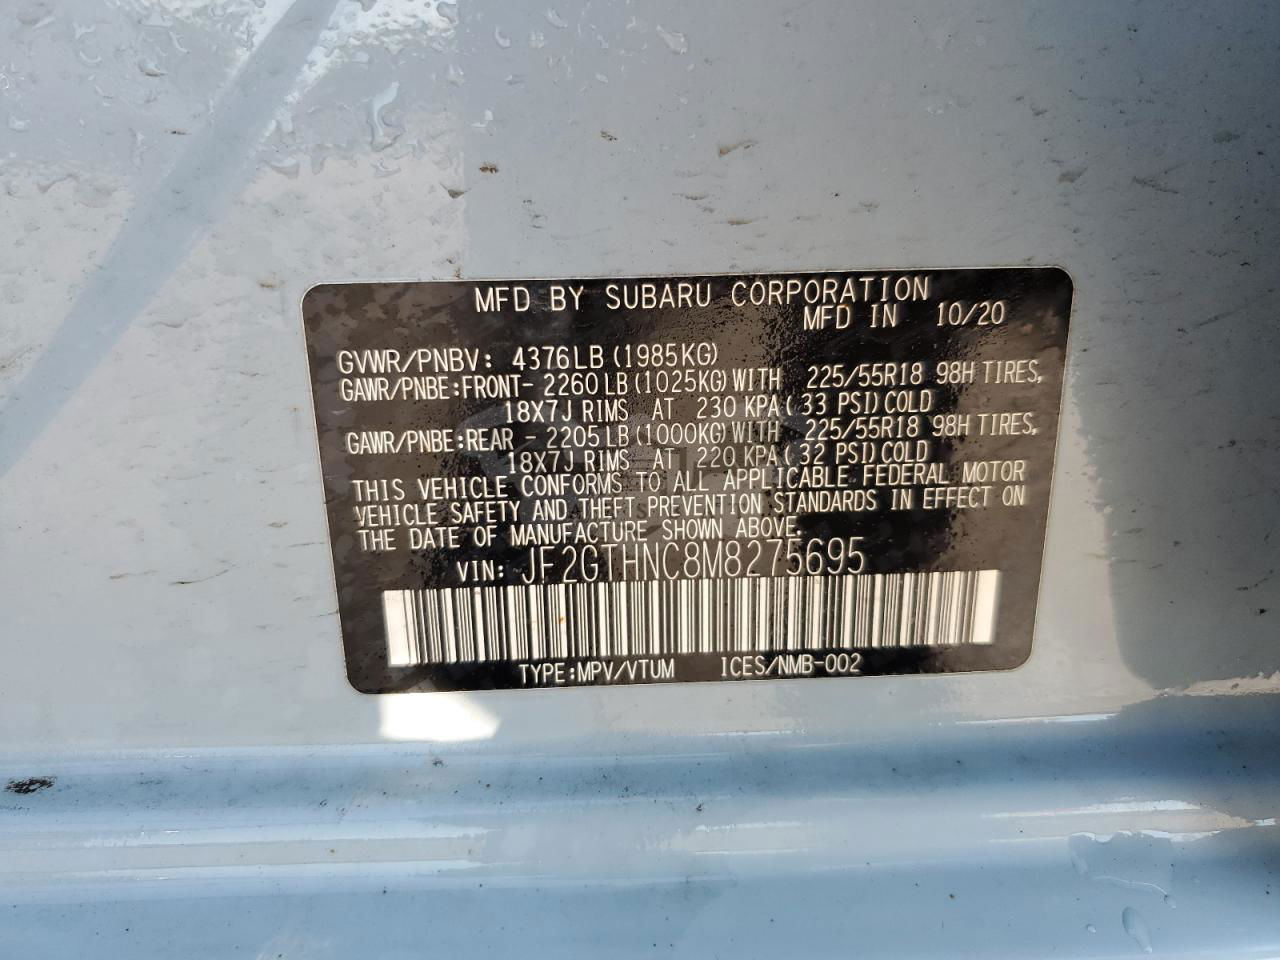 MFD BY SUBARU CORPORATION
MFD IN 10/20
GVWR/PNBV: 4376LB(1985KG)
GAWR/PNBE:FRONT- 2260LB(1025KG)WITH 225/55R18 98H TIRES,
18X7J RIMS AT 230 KPA( 33 PSI)COLD
GAWR/PNBE:REAR - 2205LB(1000KG)WITH 225/55R18 98H TIRES,
18X7J RIMS AT 220 KPA( 32 PSI)COLD
THIS VEHICLE CONFORMS TO ALL APPLICABLE FEDERAL MOTOR
VEHICLE SAFETY AND THEFT PREVENTION STANDARDS IN EFFECT ON
THE DATE OF MANUFACTURE SHOWN ABOVE.
VIN: JF2GTHNC8M8275695
TYPE:MPV/VTUM ICES/NMB-002